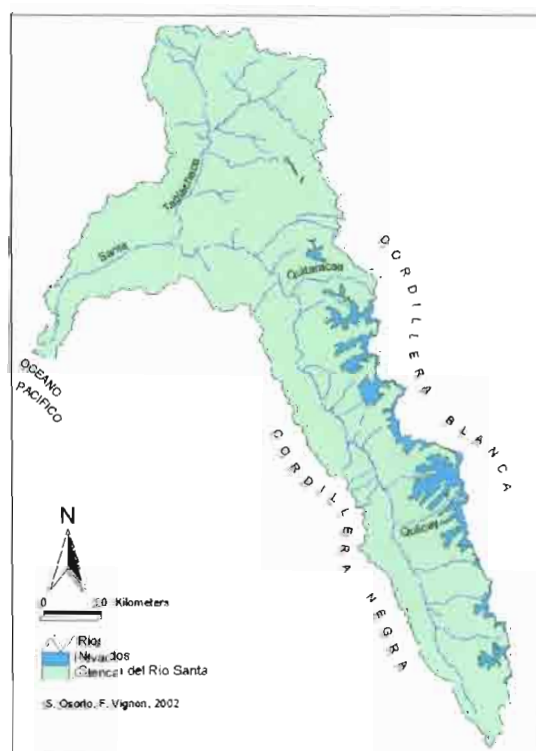 Tablachaca
Santa
Quitaracsa
CORDILLERA BLANCA
OCEANO
PACIFICO
CORDILLERA NEGRA
Quilcay
N
0 Kilometers
Rios
Nevados
del Rio Santa
S. Osorio, F. Vignon, 2002